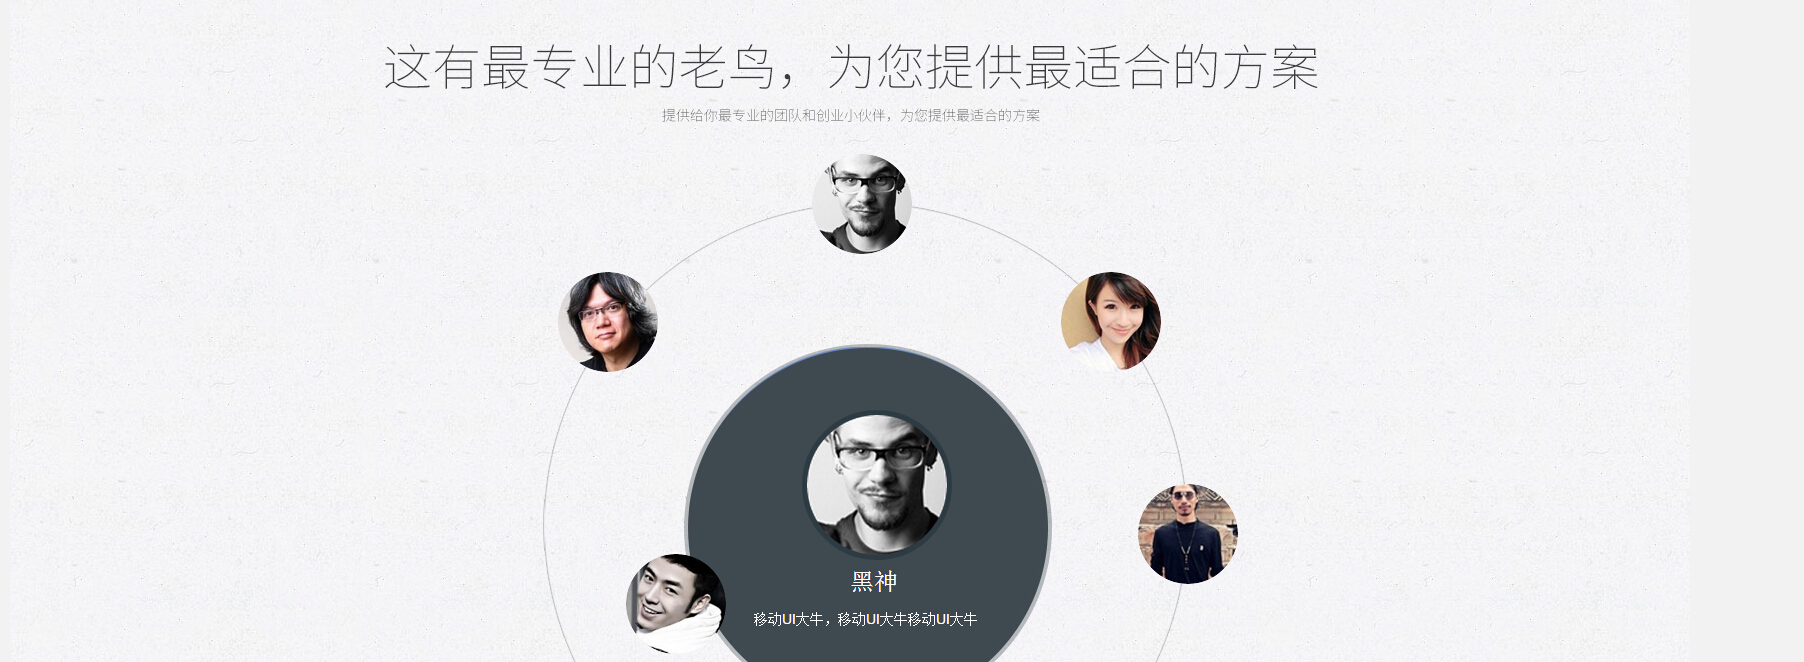 这有最专业的老鸟，为您提供最适合的方案
提供给你最专业的团队和创业小伙伴，为您提供最适合的方案
黑神
移动UI大牛，移动UI大牛移动UI大牛